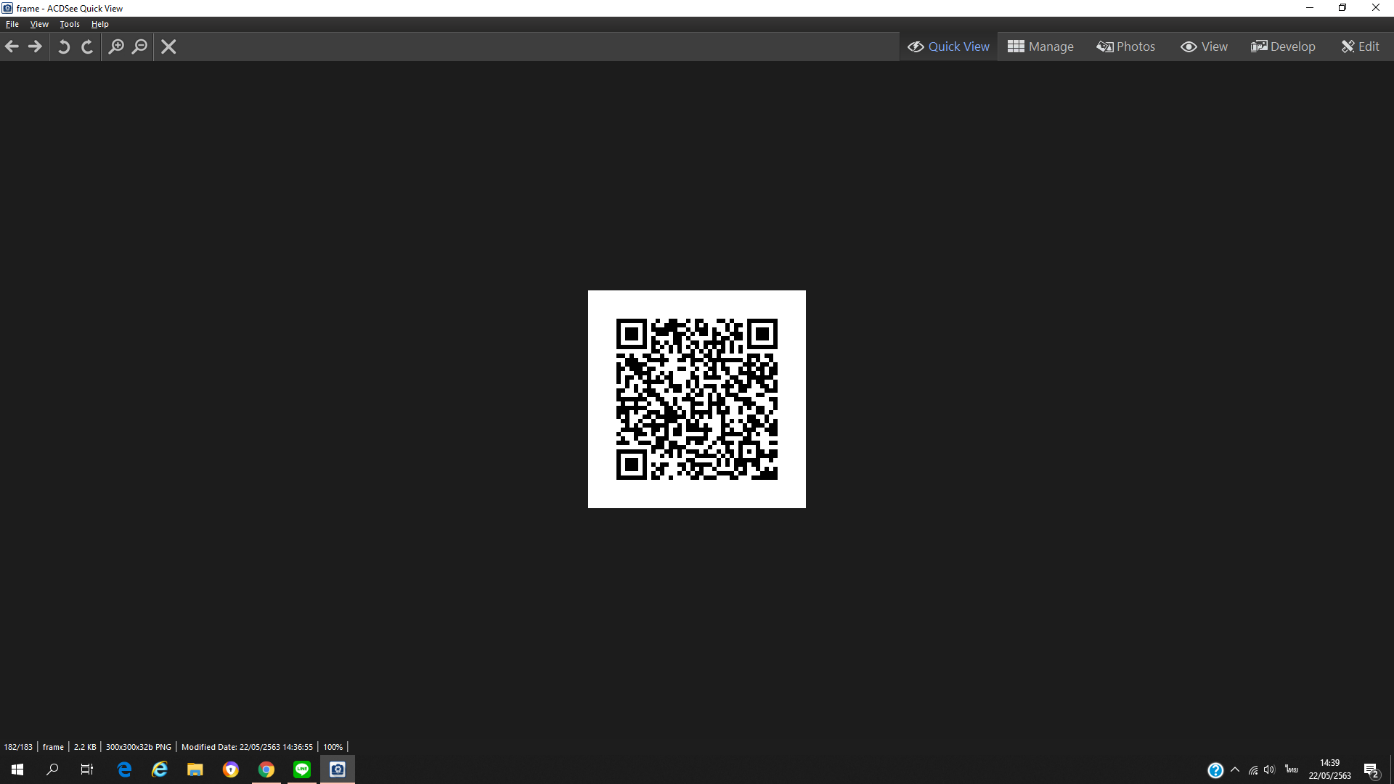 frame - ACDSee Quick View
File View Tools Help
Quick View Manage Photos View Develop Edit
182/183 frame 2.2 KB 300x300x32b PNG Modified Date: 22/05/2563 14:36:55 100%
14:39
22/05/2563
2